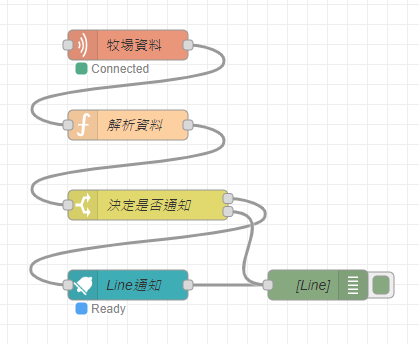 牧場資料
Connected
解析資料
決定是否通知
Line通知
[Line]
Ready